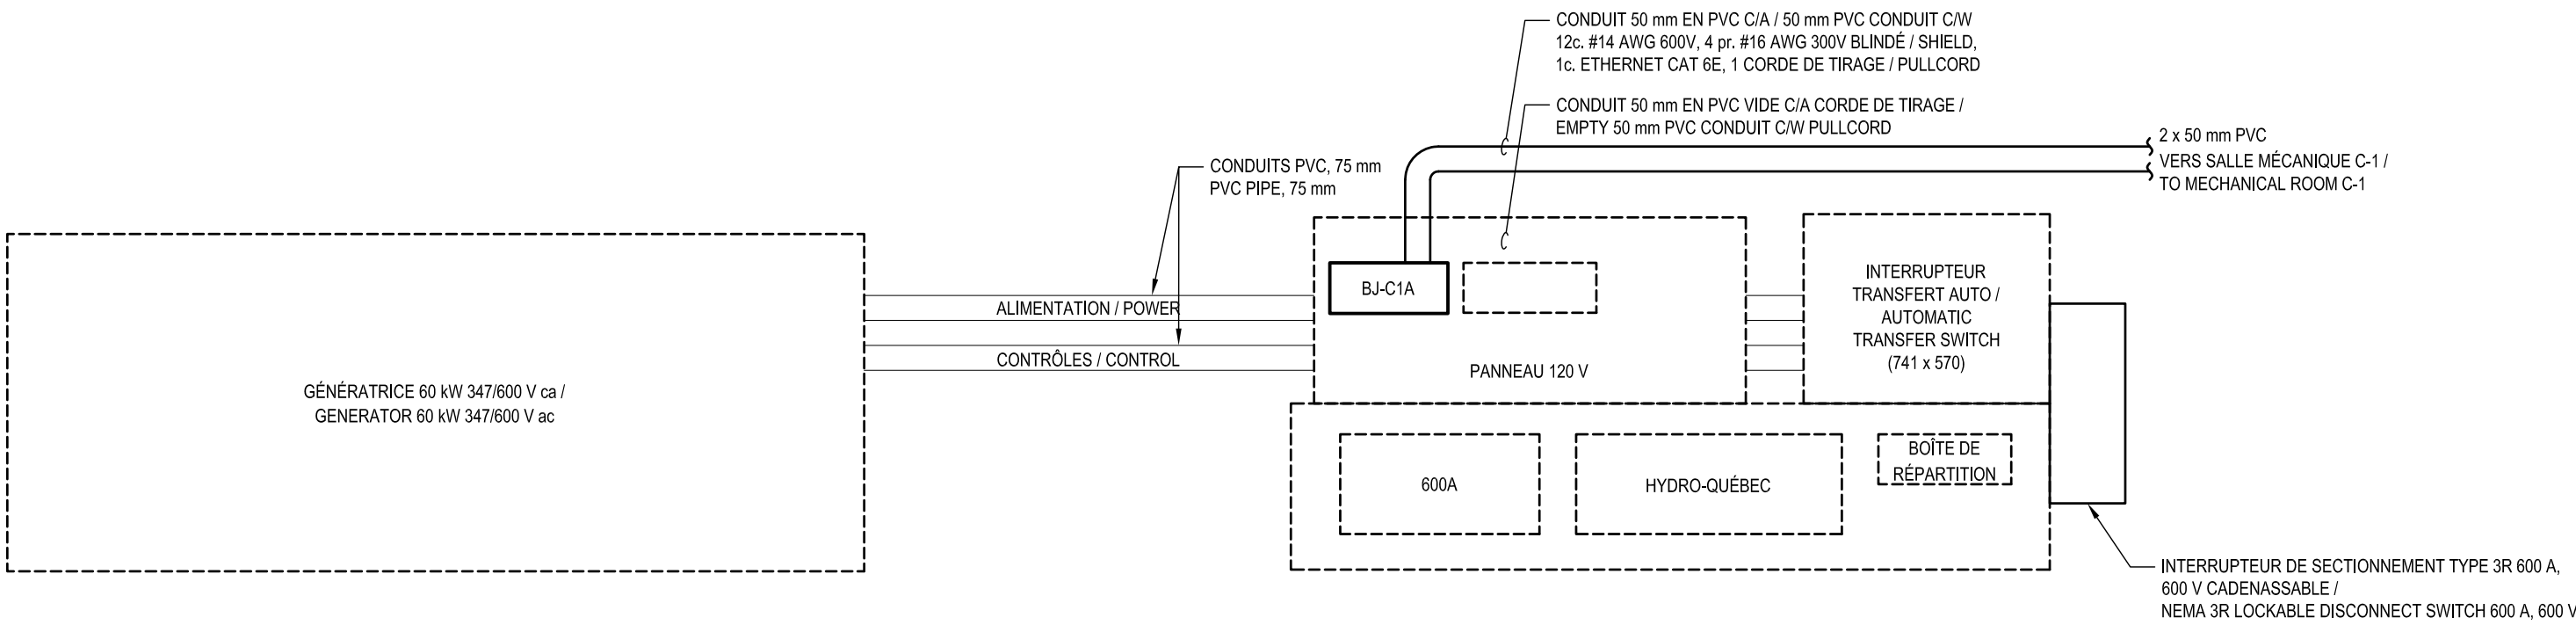 CONDUIT 50 mm EN PVC C/A / 50 mm PVC CONDUIT C/W
12c. #14 AWG 600V, 4 pr. #16 AWG 300V BLINDÉ / SHIELD,
1c. ETHERNET CAT 6E, 1 CORDE DE TIRAGE / PULLCORD
CONDUIT 50 mm EN PVC VIDE C/A CORDE DE TIRAGE /
EMPTY 50 mm PVC CONDUIT C/W PULLCORD
2 x 50 mm PVC
VERS SALLE MÉCANIQUE C-1 /
TO MECHANICAL ROOM C-1
CONDUITS PVC, 75 mm
PVC PIPE, 75 mm
GÉNÉRATRICE 60 kW 347/600 V ca /
GENERATOR 60 kW 347/600 V ac
ALIMENTATION / POWER
CONTRÔLES / CONTROL
BJ-C1A
PANNEAU 120 V
INTERRUPTEUR
TRANSFERT AUTO /
AUTOMATIC
TRANSFER SWITCH
(741 x 570)
600A
HYDRO-QUÉBEC
BOÎTE DE
RÉPARTITION
INTERRUPTEUR DE SECTIONNEMENT TYPE 3R 600 A,
600 V CADENASSABLE /
NEMA 3R LOCKABLE DISCONNECT SWITCH 600 A, 600 V